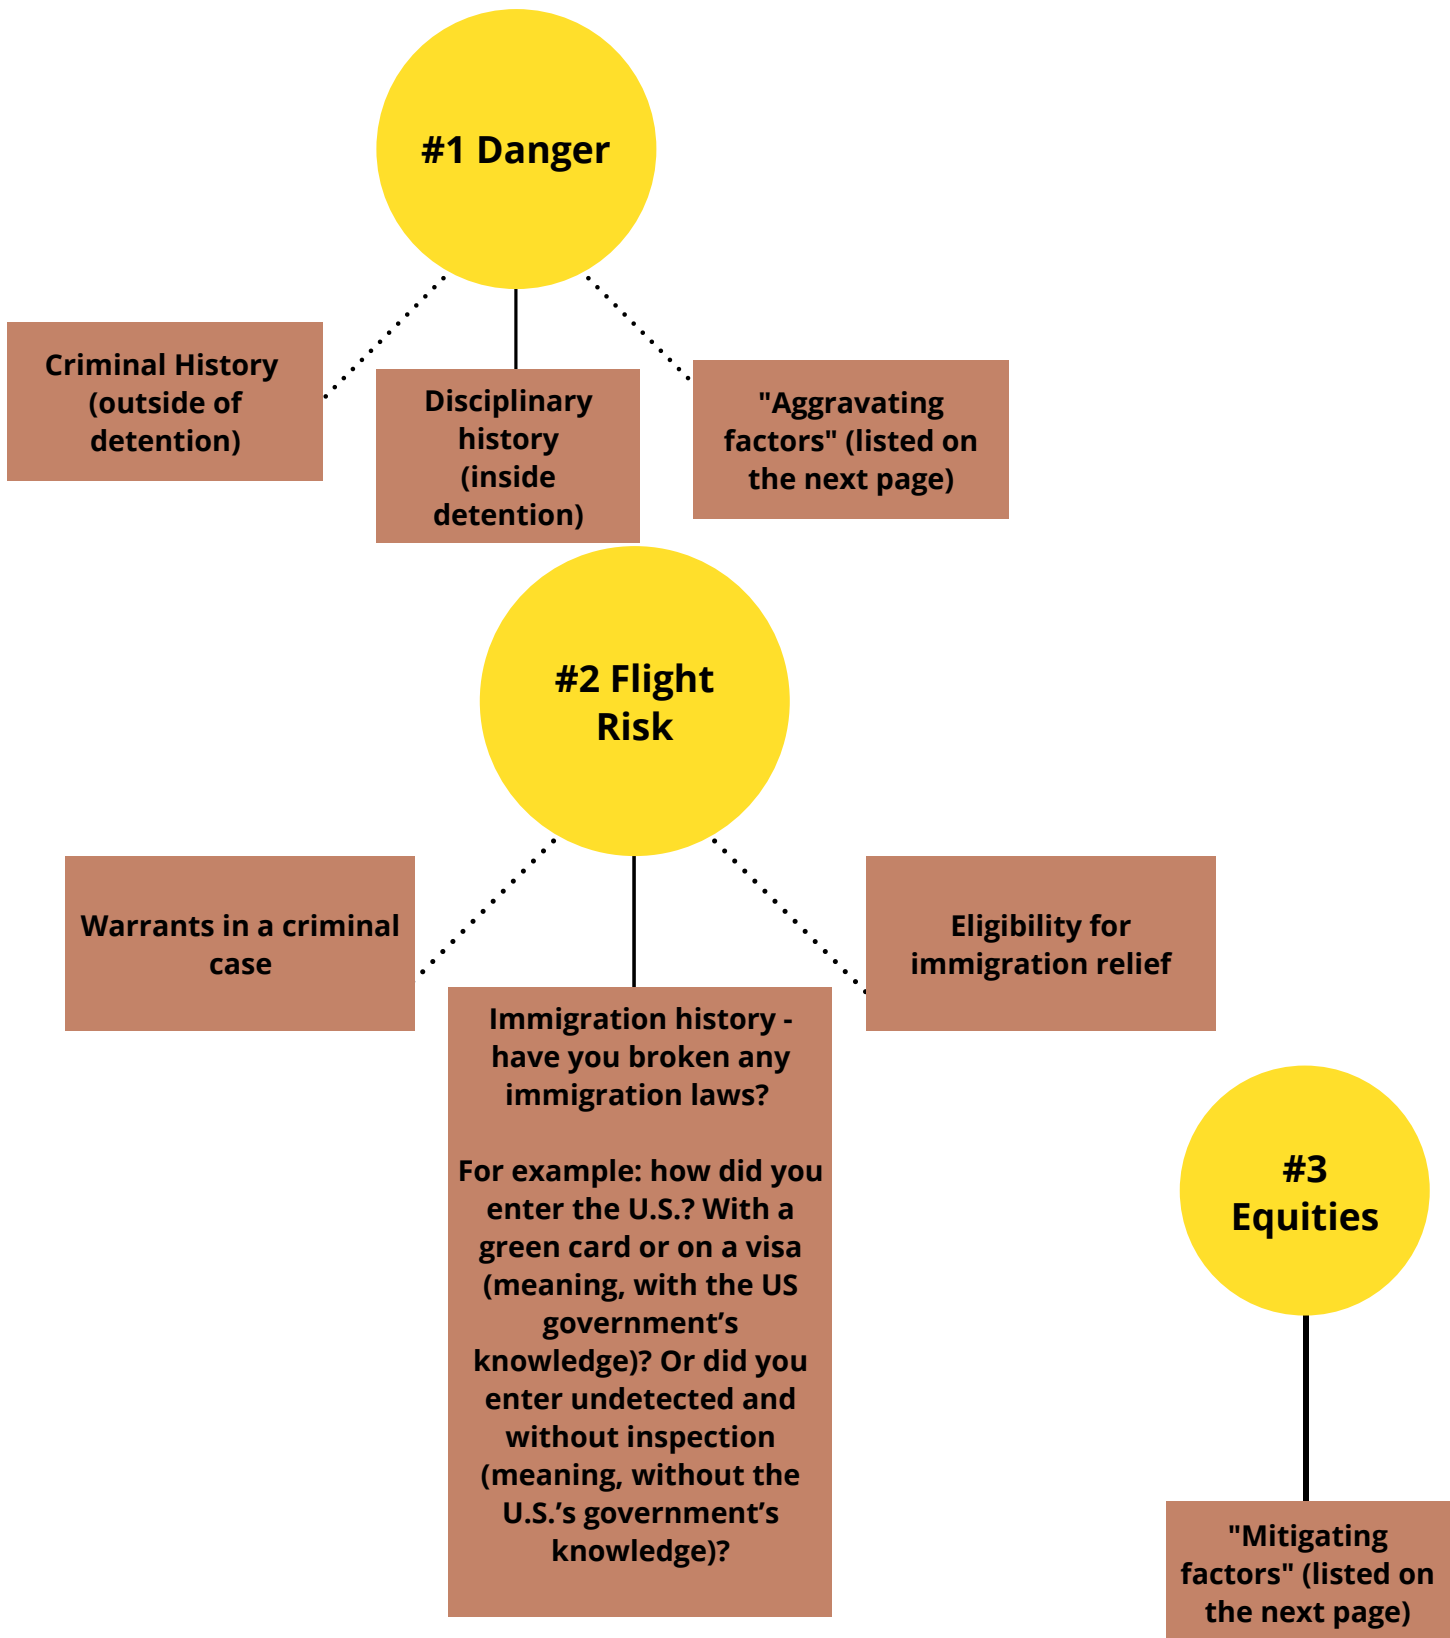 #1 Danger
Criminal History
(outside of
detention)
Disciplinary
history
(inside
detention)
"Aggravating
factors" (listed on
the next page)
#2 Flight
Risk
Warrants in a criminal
case
Immigration history -
have you broken any
immigration laws?
For example: how did you
enter the U.S.? With a
green card or on a visa
(meaning, with the US
government’s
knowledge)? Or did you
enter undetected and
without inspection
(meaning, without the
U.S.’s government’s
knowledge)?
Eligibility for
immigration relief
#3
Equities
"Mitigating
factors" (listed on
the next page)